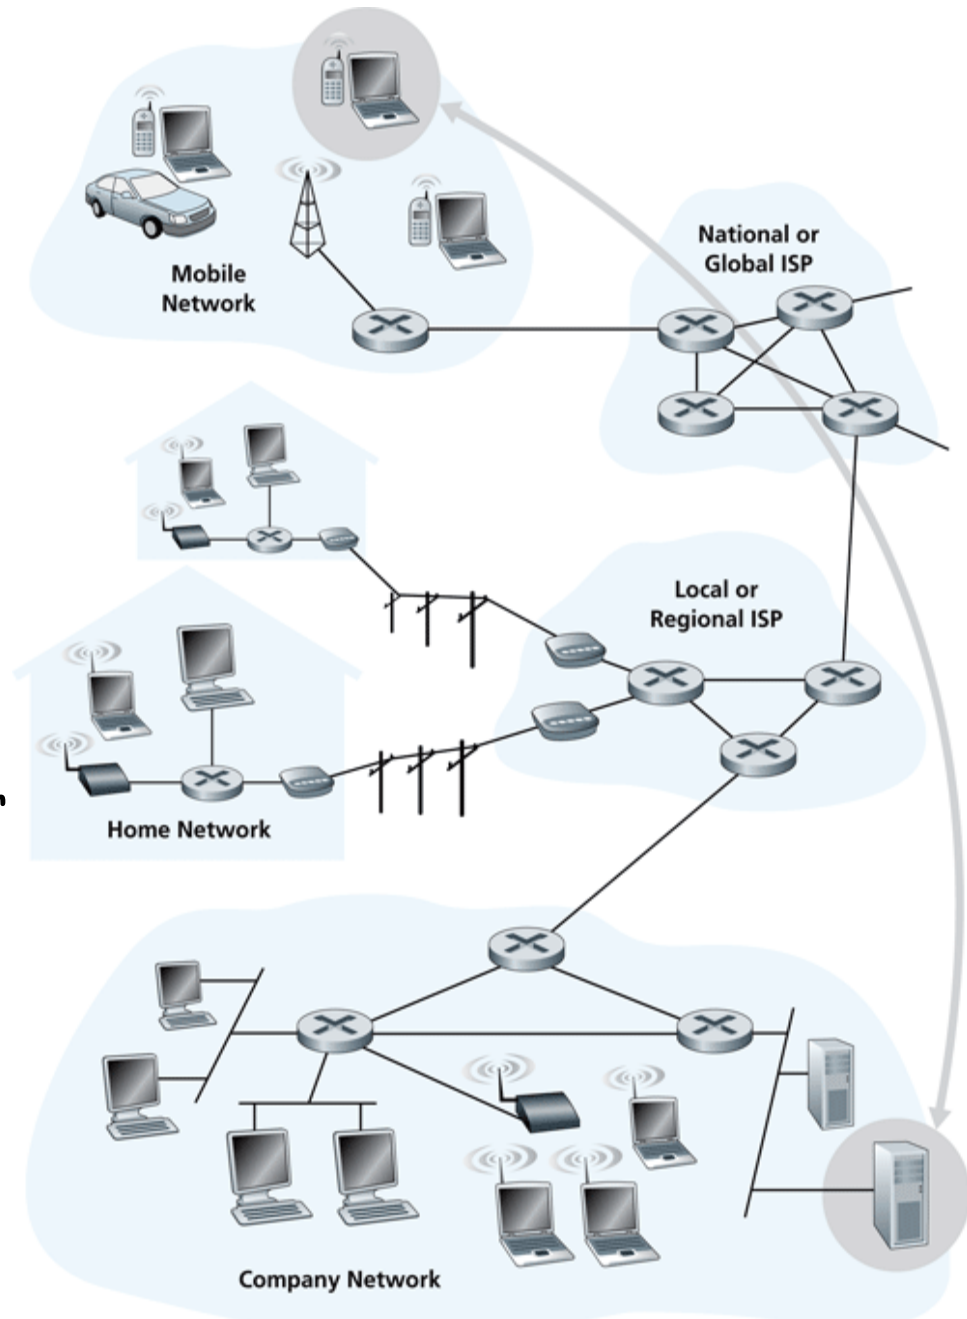 National or
Global ISP
Mobile
Network
Local or
Regional ISP
Home Network
Company Network